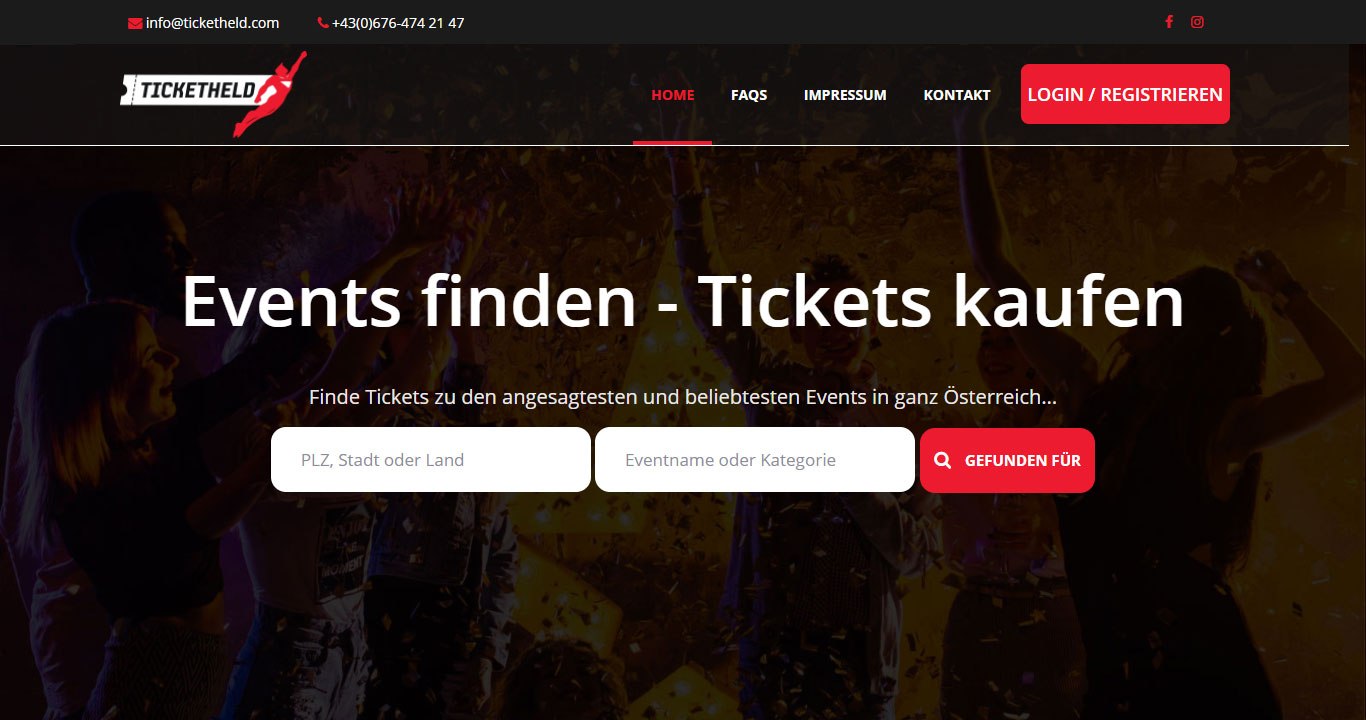 info@ticketheld.com +43(0)676-474 21 47
TICKETHELD
HOME FAQS IMPRESSUM KONTAKT LOGIN / REGISTRIEREN
Events finden - Tickets kaufen
Finde Tickets zu den angesagtesten und beliebtesten Events in ganz Österreich...
PLZ, Stadt oder Land Eventname oder Kategorie GEFUNDEN FÜR
MOMENT